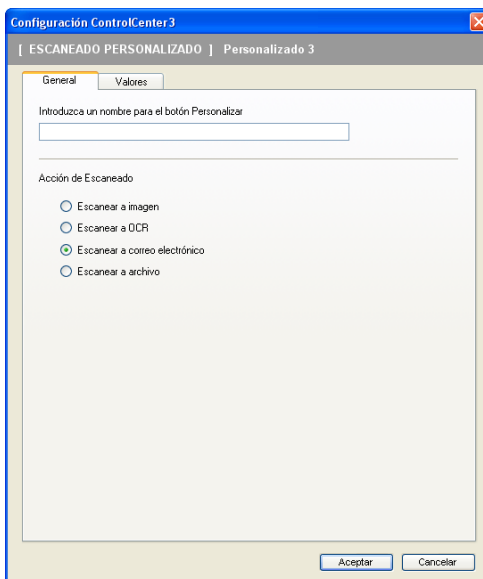 Configuración ControlCenter3
[ ESCANEADO PERSONALIZADO ] Personalizado 3
General Valores
Introduzca un nombre para el botón Personalizar
Acción de Escaneado
Escanear a imagen
Escanear a OCR
Escanear a correo electrónico
Escanear a archivo
Aceptar Cancelar